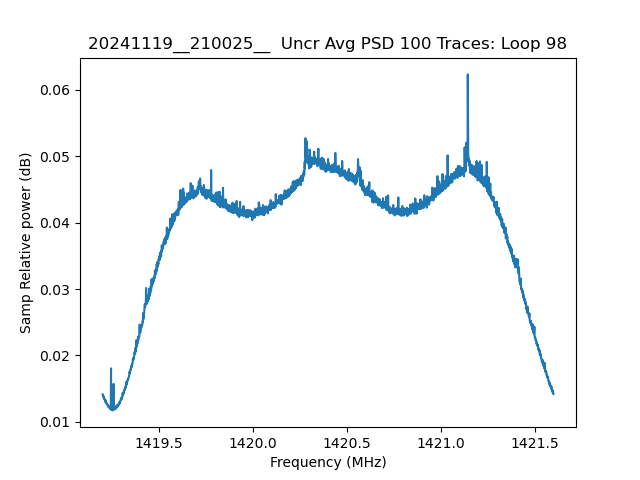 20241119__210025__  Uncr Avg PSD 100 Traces: Loop 98
0.06
0.05
0.04
0.03
0.02
0.01
Samp Relative power (dB)
1419.5 1420.0 1420.5 1421.0 1421.5
Frequency (MHz)